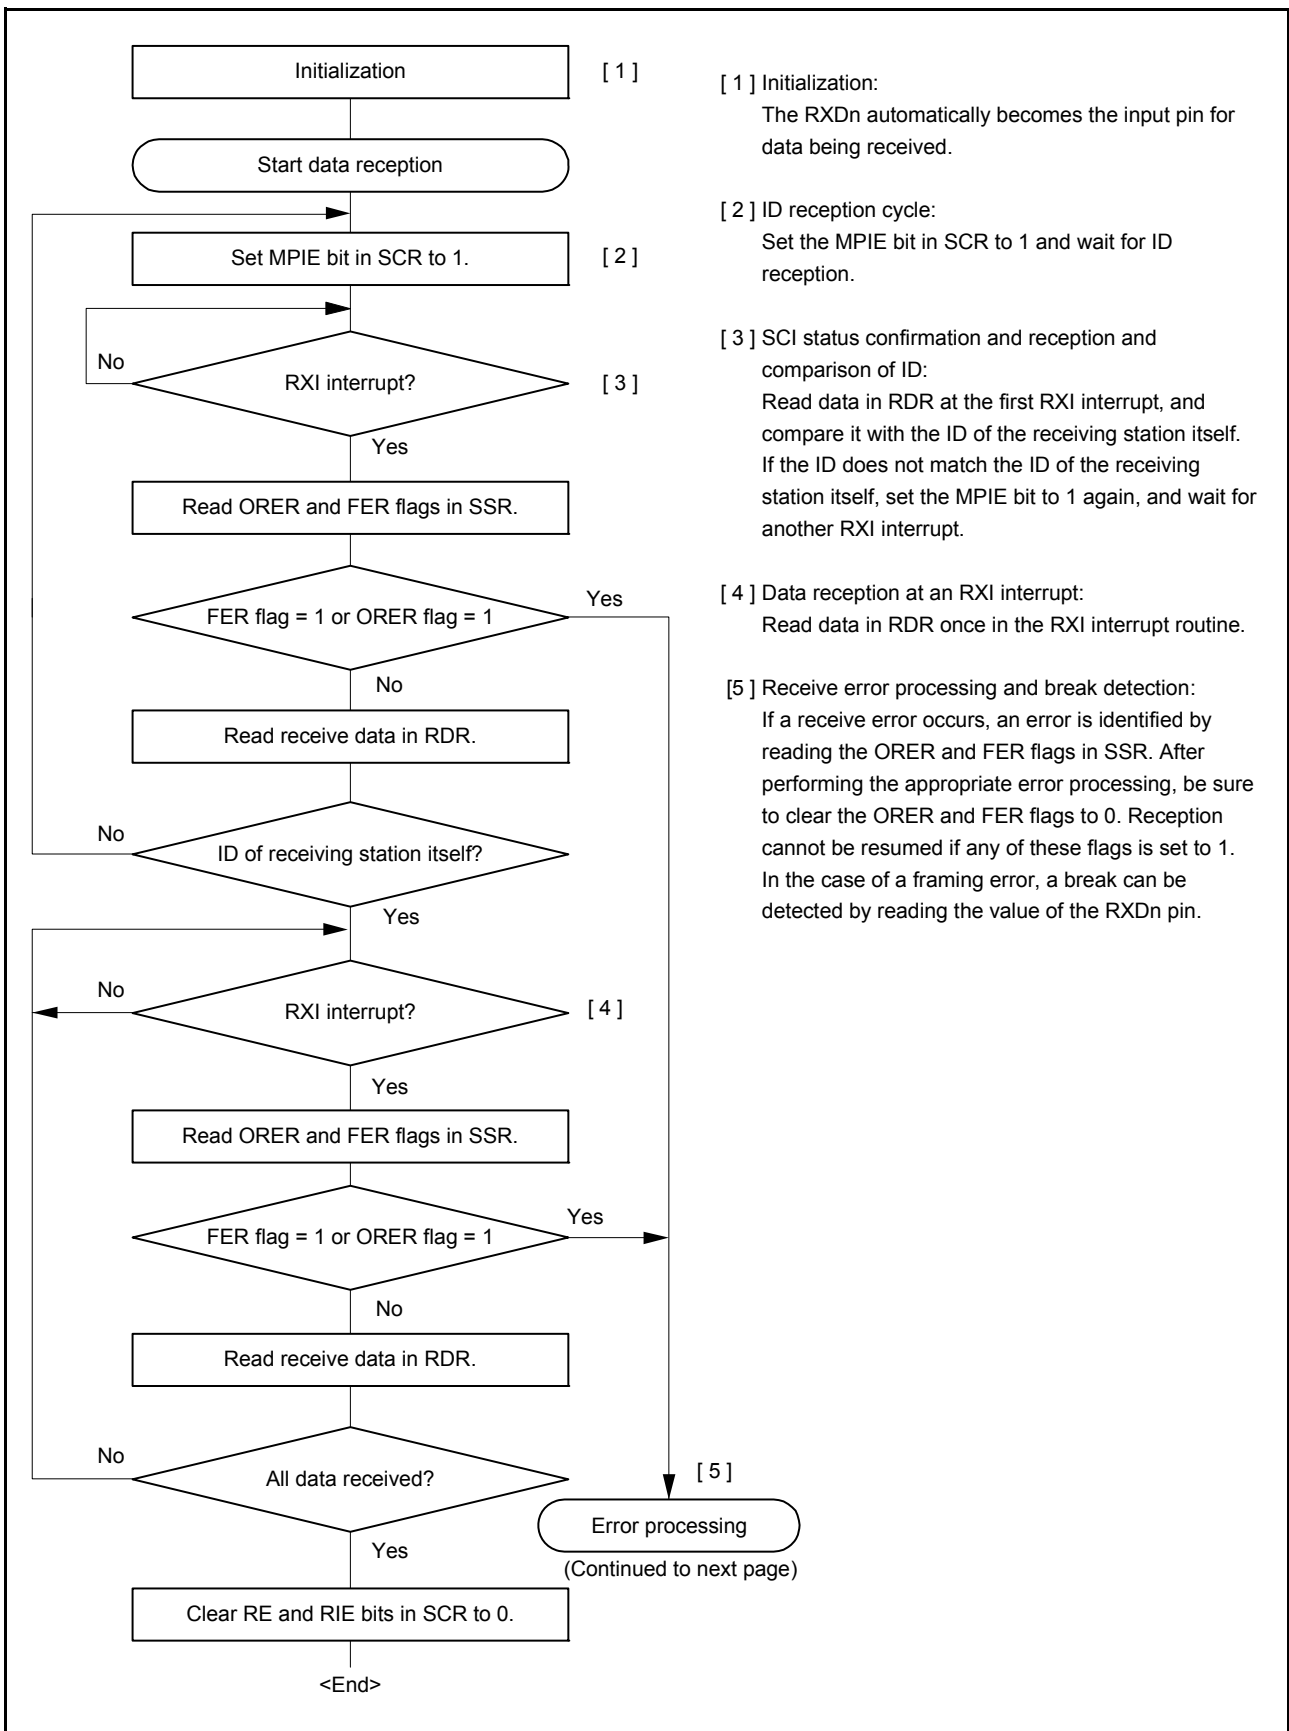 Initialization
[ 1 ]
Start data reception
Set MPIE bit in SCR to 1.
[ 2 ]
No
RXI interrupt?
[ 3 ]
Yes
Read ORER and FER flags in SSR.
FER flag = 1 or ORER flag = 1
Yes
No
Read receive data in RDR.
No
ID of receiving station itself?
Yes
No
RXI interrupt?
[ 4 ]
Yes
Read ORER and FER flags in SSR.
FER flag = 1 or ORER flag = 1
Yes
No
Read receive data in RDR.
No
All data received?
[ 5 ]
Error processing
(Continued to next page)
Yes
Clear RE and RIE bits in SCR to 0.
<End>
[ 1 ] Initialization:
The RXDn automatically becomes the input pin for
data being received.
[ 2 ] ID reception cycle:
Set the MPIE bit in SCR to 1 and wait for ID
reception.
[ 3 ] SCI status confirmation and reception and
comparison of ID:
Read data in RDR at the first RXI interrupt, and
compare it with the ID of the receiving station itself.
If the ID does not match the ID of the receiving
station itself, set the MPIE bit to 1 again, and wait for
another RXI interrupt.
[ 4 ] Data reception at an RXI interrupt:
Read data in RDR once in the RXI interrupt routine.
[5 ] Receive error processing and break detection:
If a receive error occurs, an error is identified by
reading the ORER and FER flags in SSR. After
performing the appropriate error processing, be sure
to clear the ORER and FER flags to 0. Reception
cannot be resumed if any of these flags is set to 1.
In the case of a framing error, a break can be
detected by reading the value of the RXDn pin.